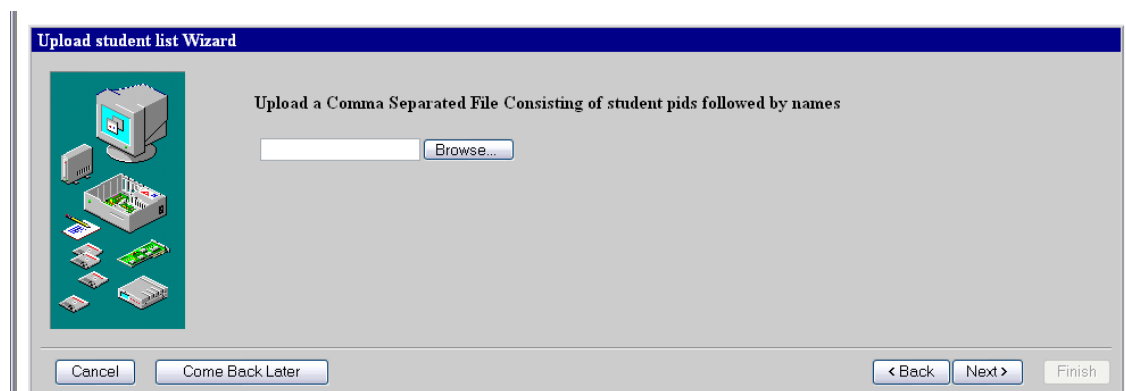 Upload student list Wizard
Upload a Comma Separated File Consisting of student pids followed by names
Browse...
Cancel Come Back Later < Back Next > Finish